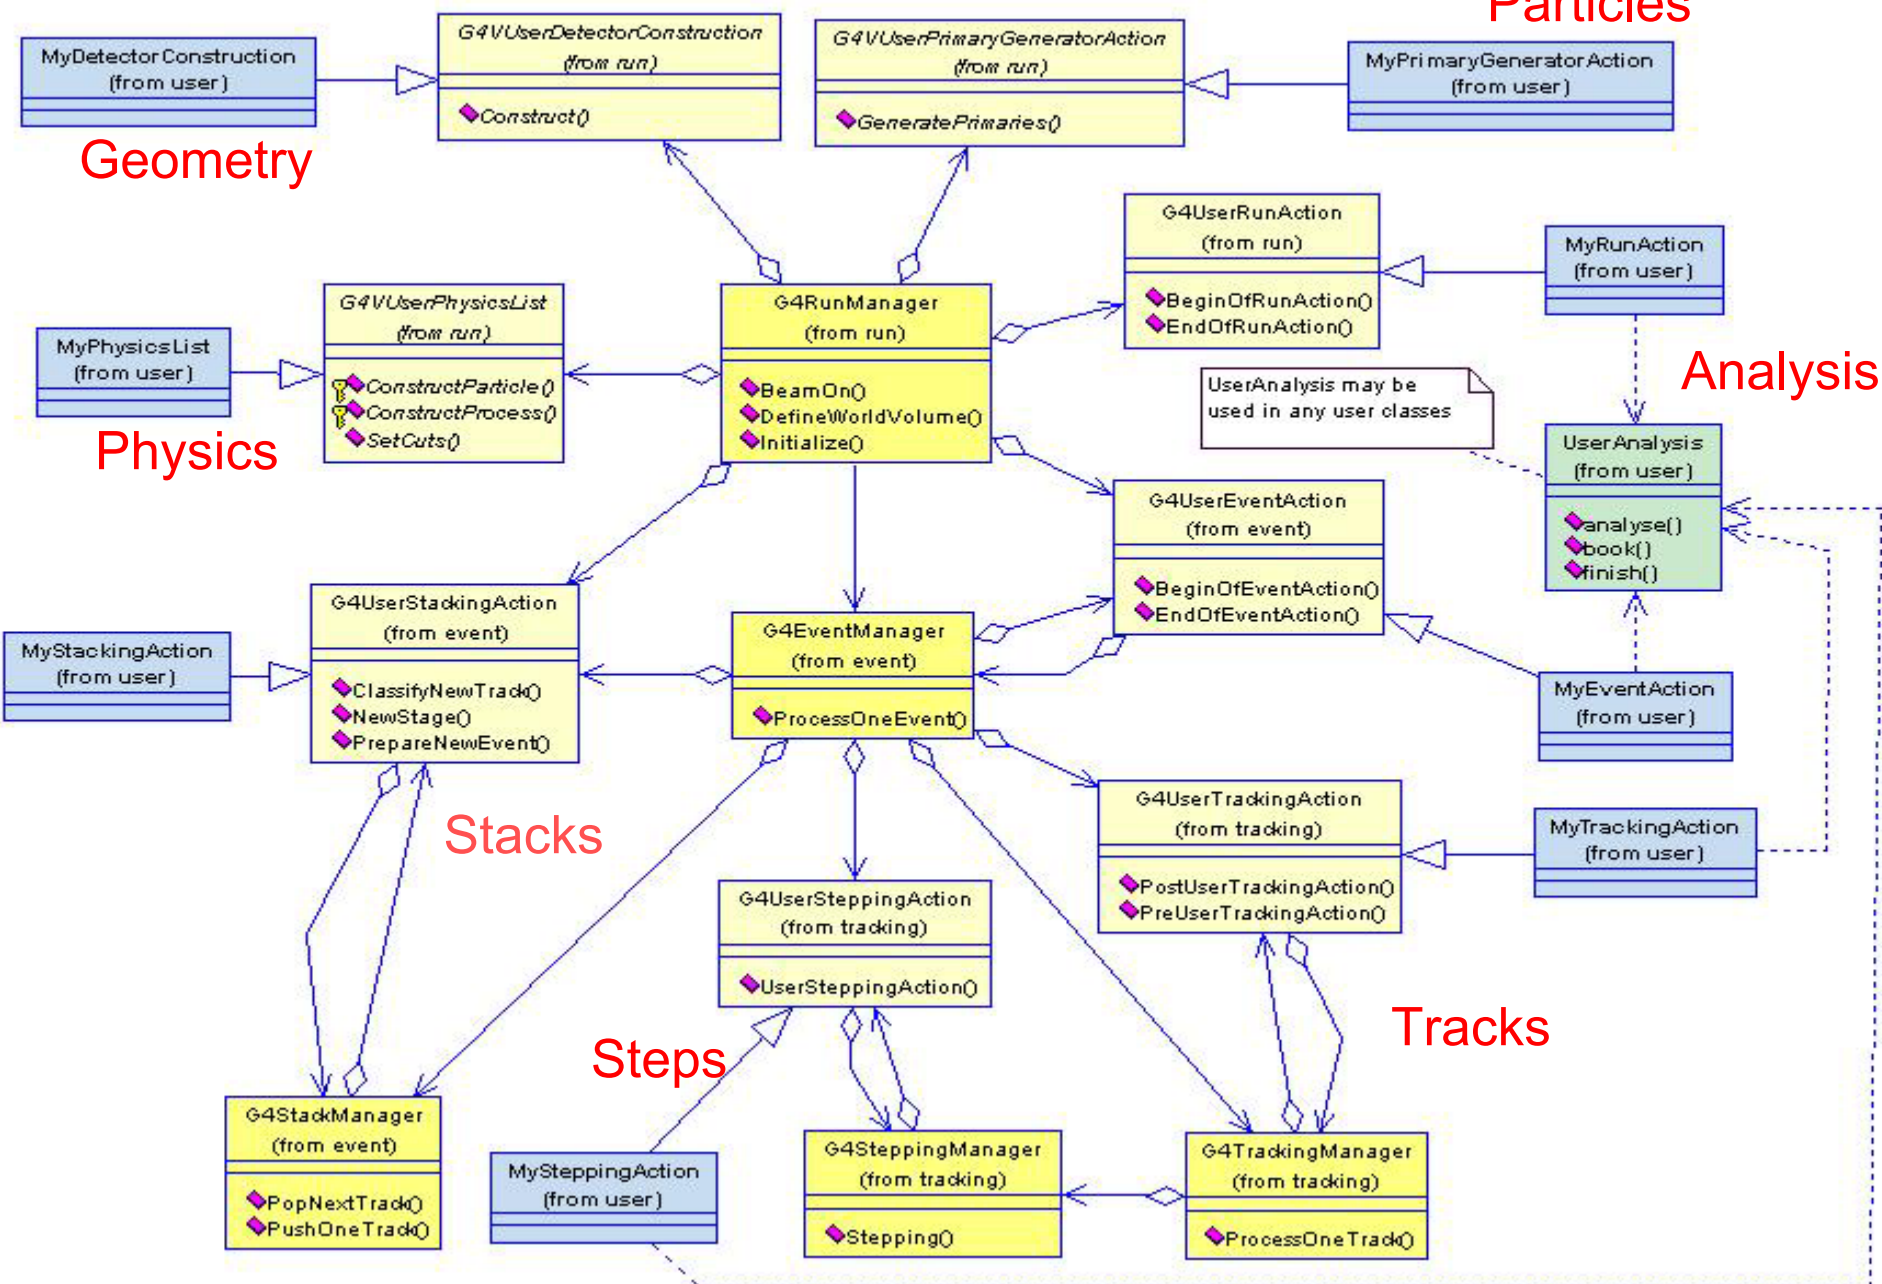 Particles
MyDetectorConstruction
(from user)
G4VUserDetectorConstruction
(from run)
Construct()
G4VUserPrimaryGeneratorAction
(from run)
GeneratePrimaries()
MyPrimaryGeneratorAction
(from user)
Geometry
G4UserRunAction
(from run)
BeginOfRunAction()
EndOfRunAction()
MyRunAction
(from user)
MyPhysicsList
(from user)
G4VUserPhysicsList
(from run)
ConstructParticle()
ConstructProcess()
SetCuts()
G4RunManager
(from run)
BeamOn()
DefineWorldVolume()
Initialize()
UserAnalysis may be
used in any user classes
Analysis
Physics
UserAnalysis
(from user)
analyse()
book()
finish()
G4UserEventAction
(from event)
BeginOfEventAction()
EndOfEventAction()
MyStackingAction
(from user)
G4UserStackingAction
(from event)
ClassifyNewTrack()
NewStage()
PrepareNewEvent()
G4EventManager
(from event)
ProcessOneEvent()
MyEventAction
(from user)
Stacks
G4UserTrackingAction
(from tracking)
PostUserTrackingAction()
PreUserTrackingAction()
MyTrackingAction
(from user)
G4UserSteppingAction
(from tracking)
UserSteppingAction()
Steps
Tracks
G4StackManager
(from event)
PopNextTrack()
PushOneTrack()
MySteppingAction
(from user)
G4SteppingManager
(from tracking)
Stepping()
G4TrackingManager
(from tracking)
ProcessOneTrack()